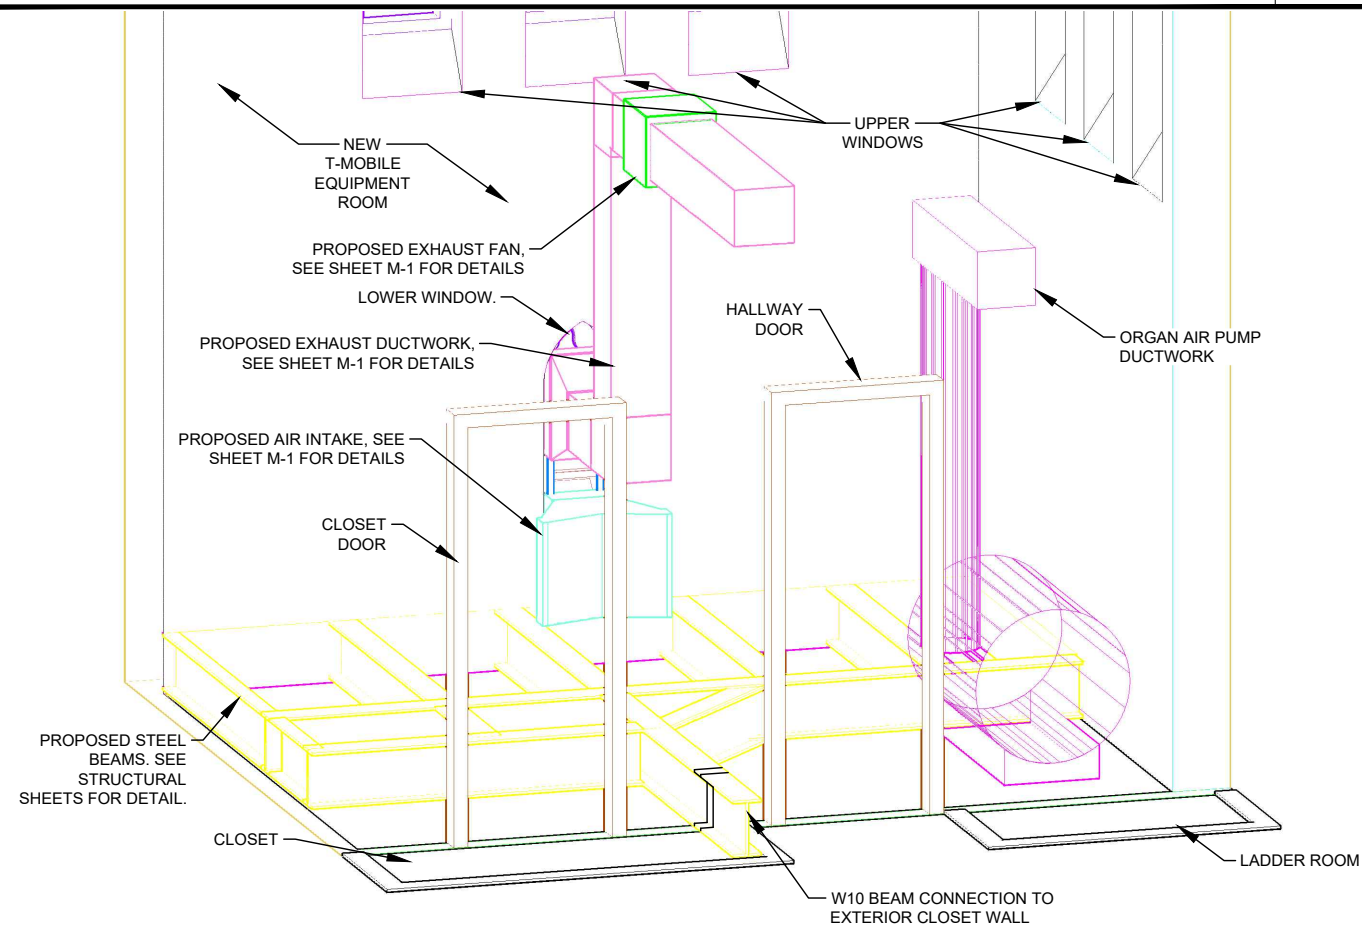 UPPER
WINDOWS
NEW
T-MOBILE
EQUIPMENT
ROOM
PROPOSED EXHAUST FAN,
SEE SHEET M-1 FOR DETAILS
LOWER WINDOW.
HALLWAY
DOOR
ORGAN AIR PUMP
DUCTWORK
PROPOSED EXHAUST DUCTWORK,
SEE SHEET M-1 FOR DETAILS
PROPOSED AIR INTAKE, SEE
SHEET M-1 FOR DETAILS
CLOSET
DOOR
PROPOSED STEEL
BEAMS. SEE
STRUCTURAL
SHEETS FOR DETAIL.
CLOSET
LADDER ROOM
W10 BEAM CONNECTION TO
EXTERIOR CLOSET WALL